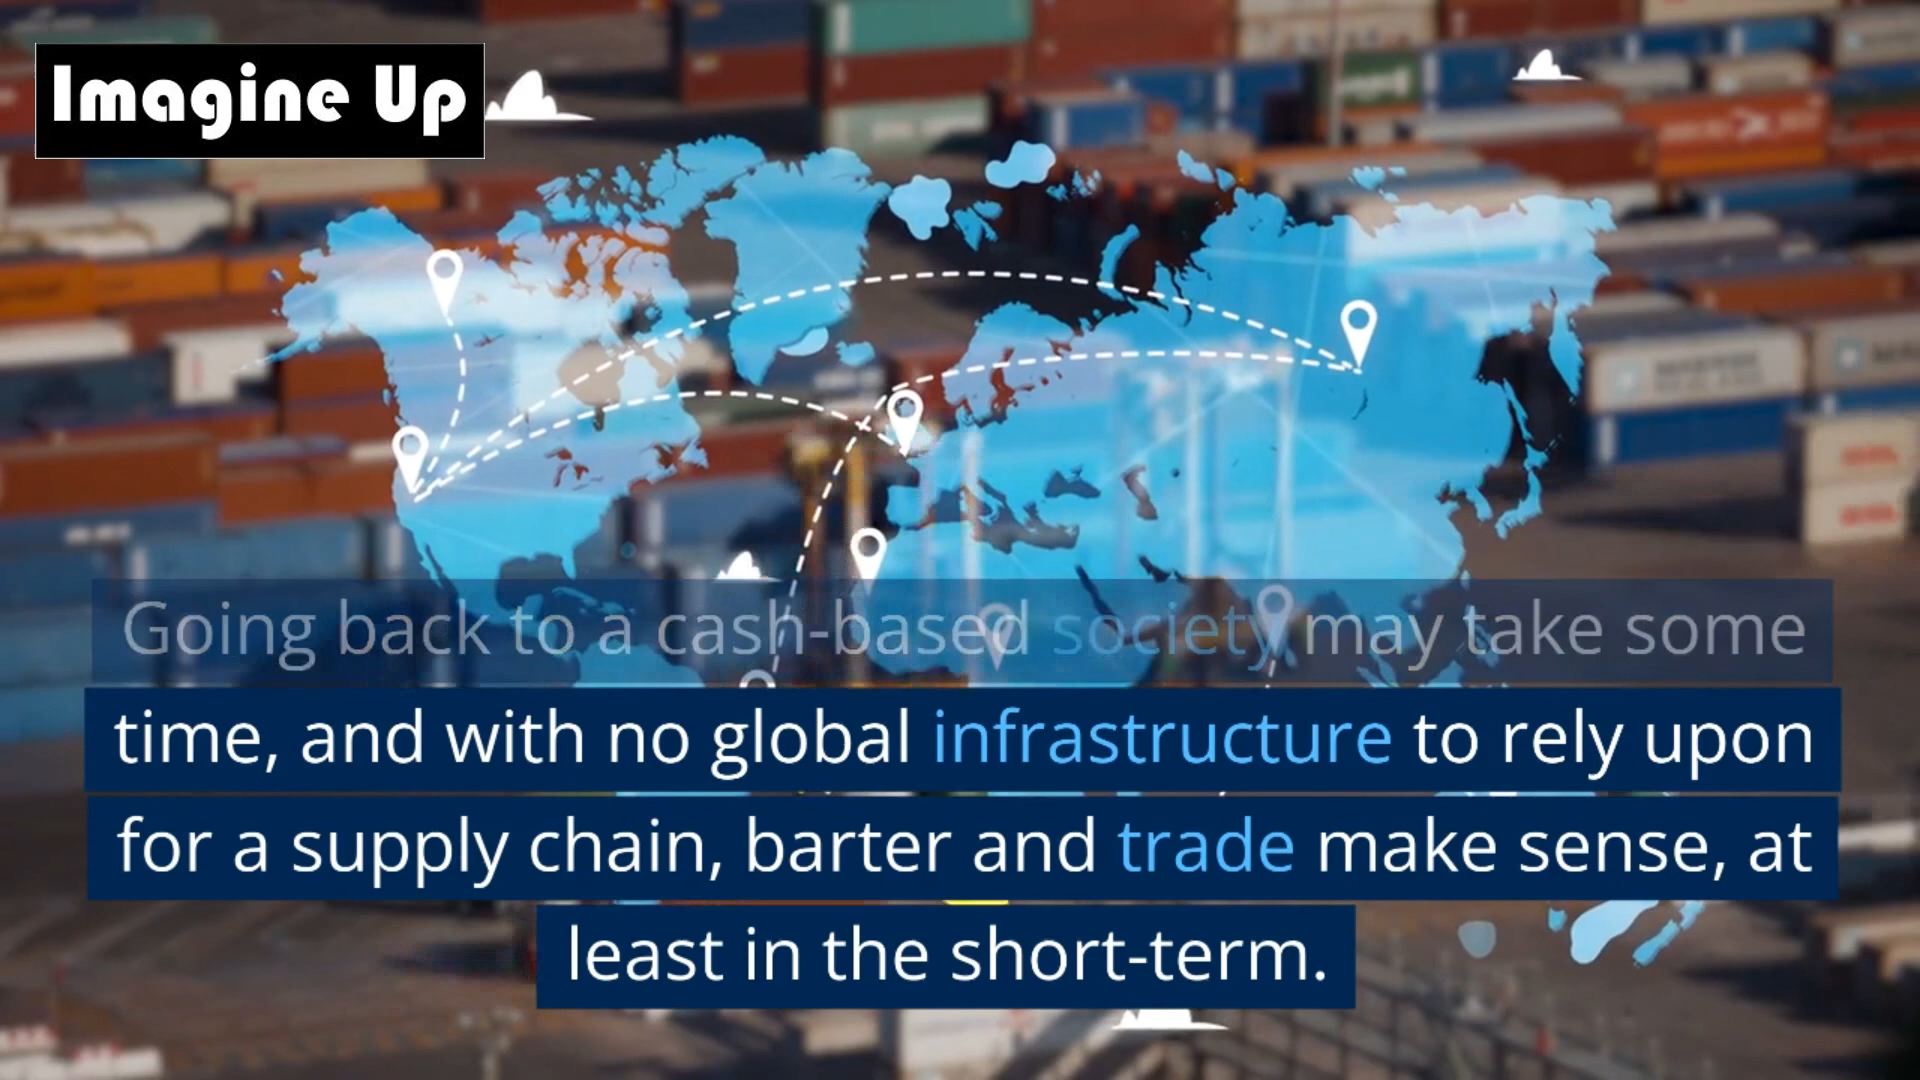 Imagine Up
Going back to a cash-based society may take some
time, and with no global infrastructure to rely upon
for a supply chain, barter and trade make sense, at
least in the short-term.